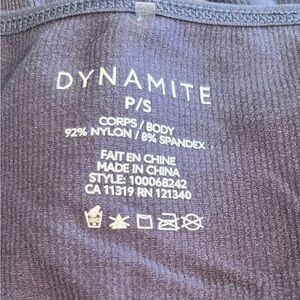 DYNAMITE
P/S
CORPS / BODY
92% NYLON / 8% SPANDEX
FAIT EN CHINE
MADE IN CHINA
STYLE: 100068242
CA 11319 RN 121340